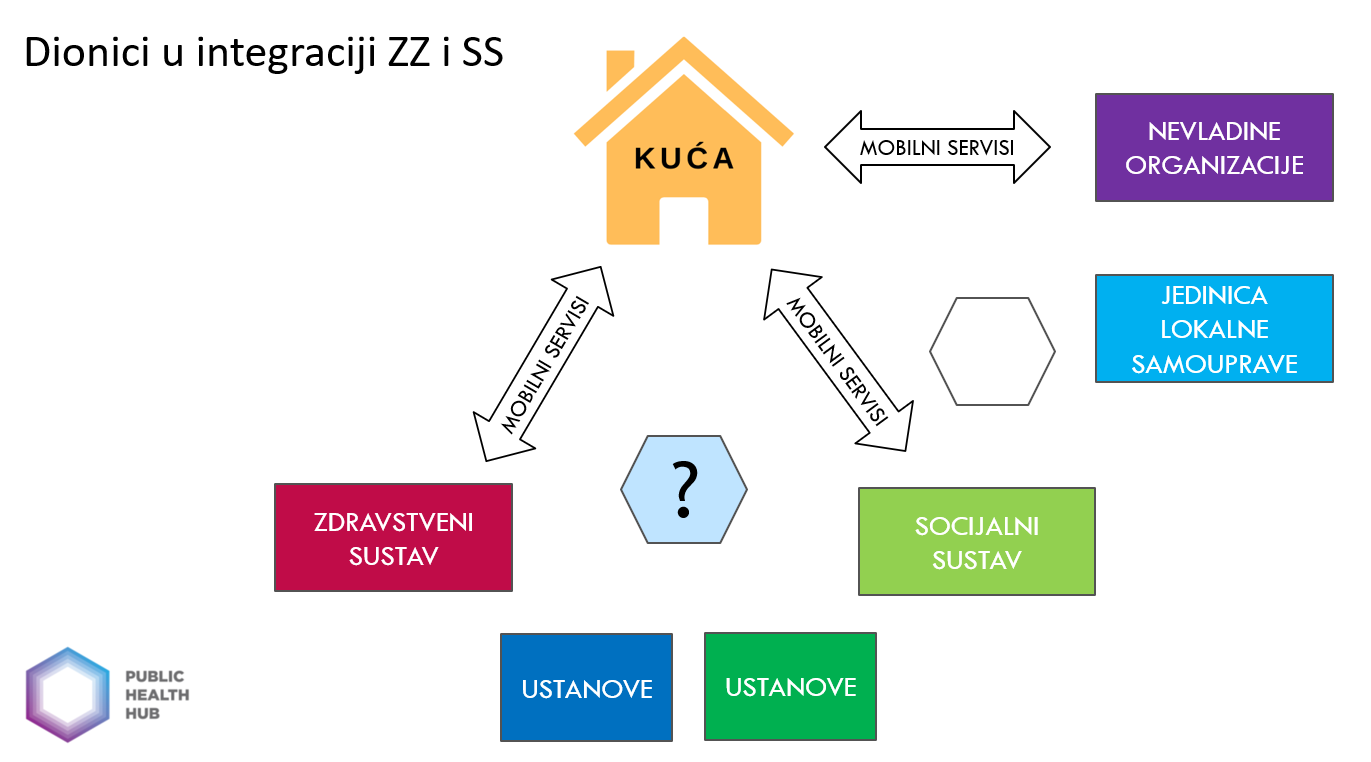 Dionici u integraciji ZZ i SS
KUĆA
MOBILNI SERVISI
NEVLADINE
ORGANIZACIJE
MOBILNI SERVISI
MOBILNI SERVISI
JEDINICA
LOKALNE
SAMOUPRAVE
?
ZDRAVSTVENI
SUSTAV
SOCIJALNI
SUSTAV
USTANOVE
USTANOVE
PUBLIC
HEALTH
HUB